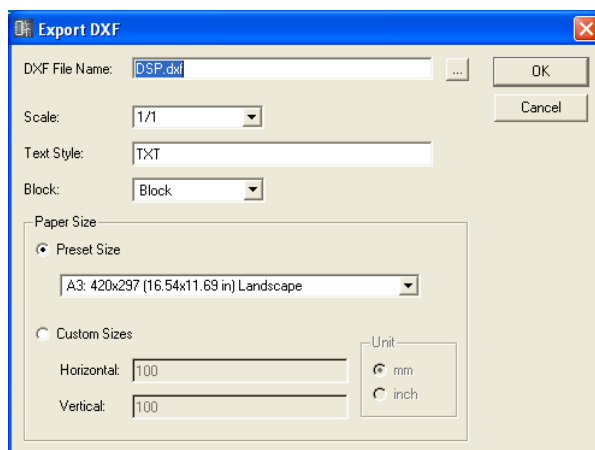 Export DXF
DXF File Name: DSP.dxf ... OK
Cancel
Scale: 1/1
Text Style: TXT
Block: Block
Paper Size
Preset Size
A3: 420x297 (16.54x11.69 in) Landscape
Custom Sizes
Unit
Horizontal: 100 mm
inch
Vertical: 100